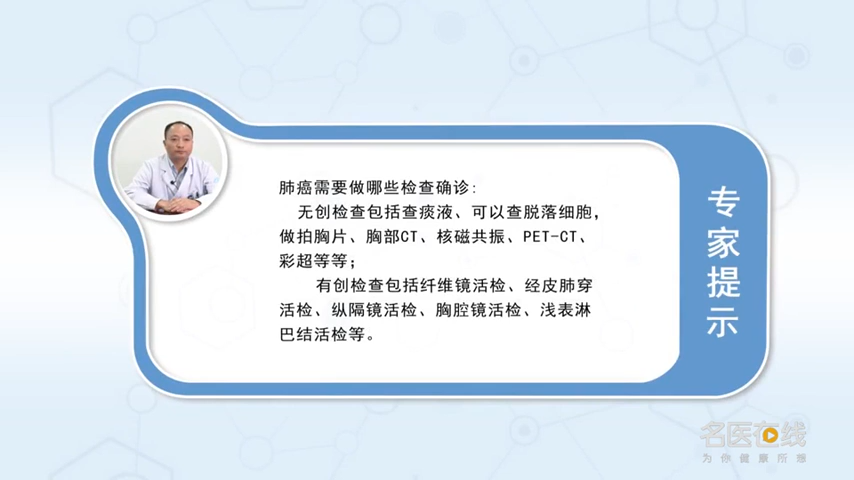 肺癌需要做哪些检查确诊:
无创检查包括查痰液、可以查脱落细胞,
做拍胸片、胸部CT、核磁共振、PET-CT、
彩超等等;
有创检查包括纤维镜活检、经皮肺穿
活检、纵隔镜活检、胸腔镜活检、浅表淋
巴结活检等。
专家提示
名医在线
为你健康所想